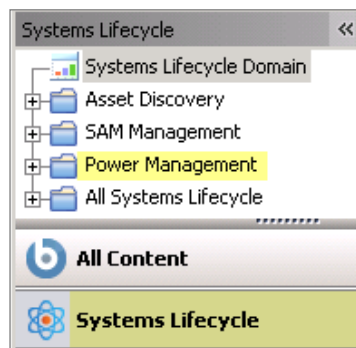 Systems Lifecycle
Systems Lifecycle Domain
Asset Discovery
SAM Management
Power Management
All Systems Lifecycle
All Content
Systems Lifecycle